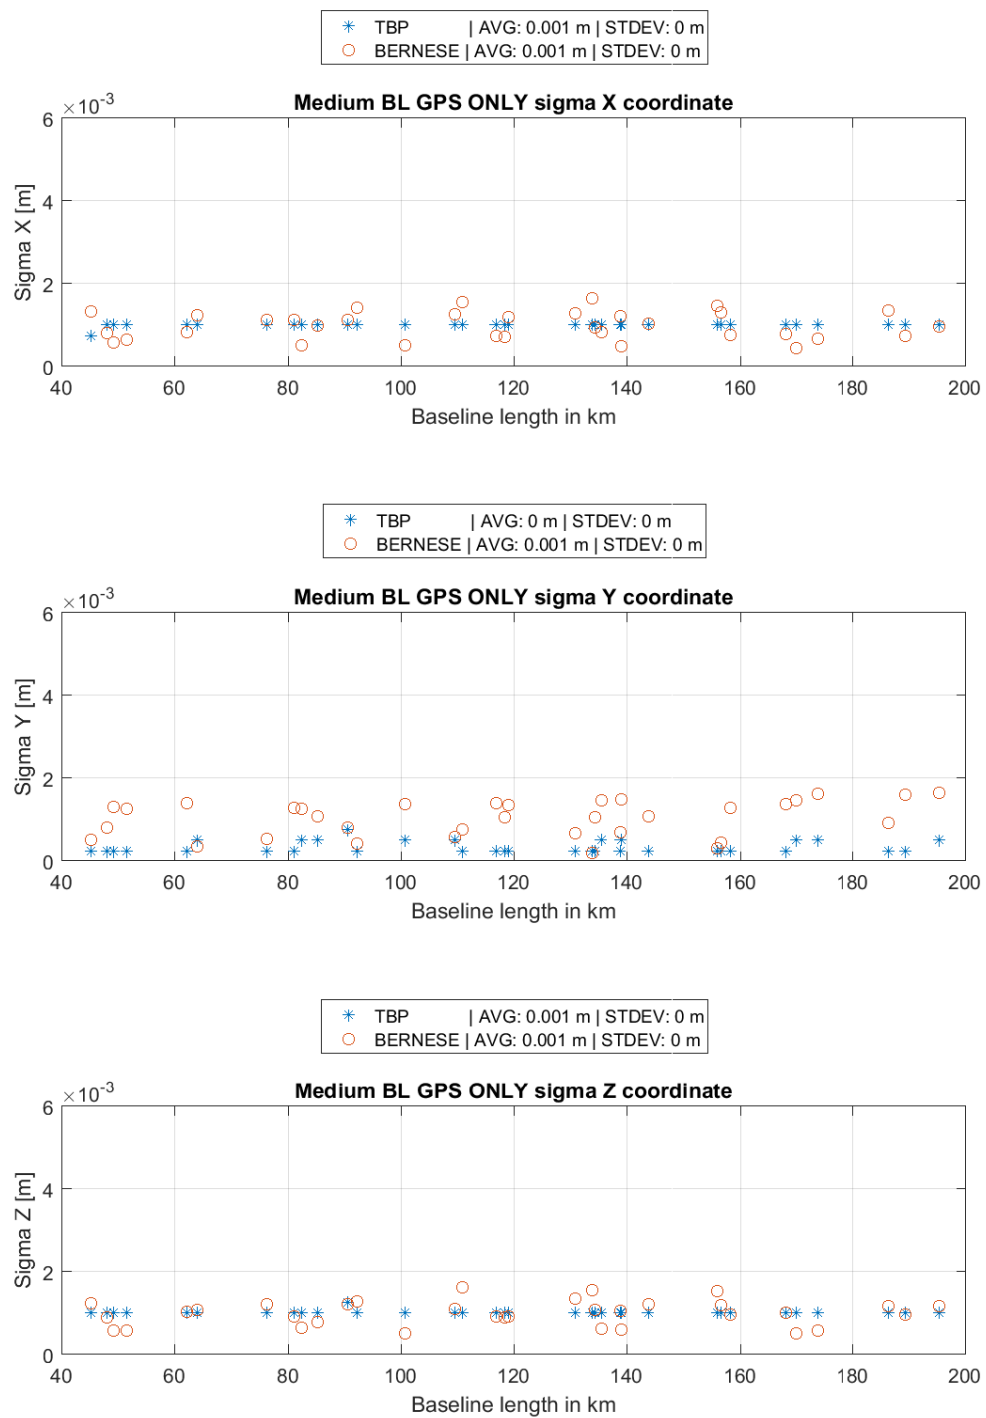 TBP | AVG: 0.001 m | STDEV: 0 m
BERNESE | AVG: 0.001 m | STDEV: 0 m
Medium BL GPS ONLY sigma X coordinate
×10-3
6
4
2
0
Sigma X [m]
40 60 80 100 120 140 160 180 200
Baseline length in km
TBP | AVG: 0 m | STDEV: 0 m
BERNESE | AVG: 0.001 m | STDEV: 0 m
Medium BL GPS ONLY sigma Y coordinate
×10-3
6
4
2
0
Sigma Y [m]
40 60 80 100 120 140 160 180 200
Baseline length in km
TBP | AVG: 0.001 m | STDEV: 0 m
BERNESE | AVG: 0.001 m | STDEV: 0 m
Medium BL GPS ONLY sigma Z coordinate
×10-3
6
4
2
0
Sigma Z [m]
40 60 80 100 120 140 160 180 200
Baseline length in km